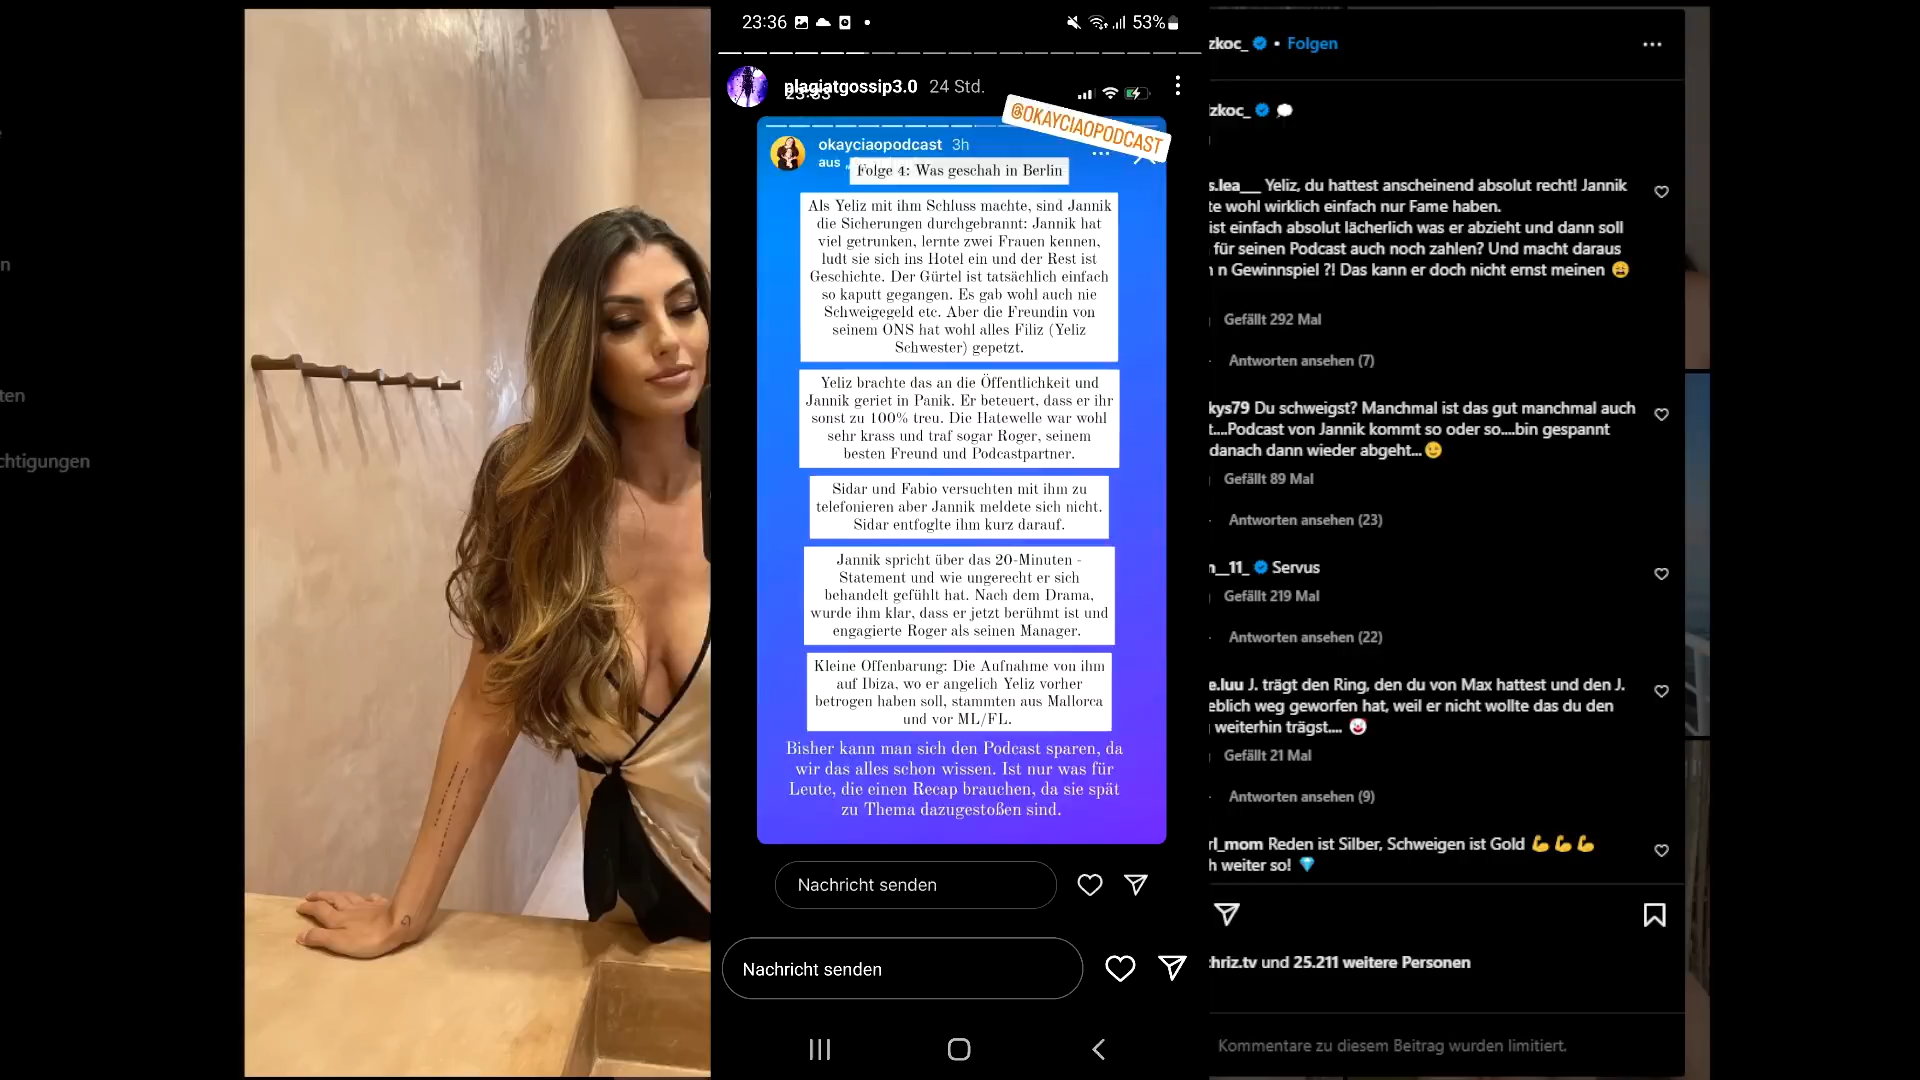 n
ten
chtigungen
23:36
53%
plagiatgossip3.0 24 Std.
23:33
@OKAYCIAOPODCAST
okayciaopodcast 3h
aus
Folge 4: Was geschah in Berlin
Als Yeliz mit ihm Schluss machte, sind Jannik
die Sicherungen durchgebrannt: Jannik hat
viel getrunken, lernte zwei Frauen kennen,
ludt sie sich ins Hotel ein und der Rest ist
Geschichte. Der Gürtel ist tatsächlich einfach
so kaputt gegangen. Es gab wohl auch nie
Schweigegeld etc. Aber die Freundin von
seinem ONS hat wohl alles Filiz (Yeliz
Schwester) gepetzt.
Yeliz brachte das an die Öffentlichkeit und
Jannik geriet in Panik. Er beteuert, dass er ihr
sonst zu 100% treu. Die Hatewelle war wohl
sehr krass und traf sogar Roger, seinem
besten Freund und Podcastpartner.
Sidar und Fabio versuchten mit ihm zu
telefonieren aber Jannik meldete sich nicht.
Sidar entfoglte ihm kurz darauf.
Jannik spricht über das 20-Minuten -
Statement und wie ungerecht er sich
behandelt gefühlt hat. Nach dem Drama,
wurde ihm klar, dass er jetzt berühmt ist und
engagierte Roger als seinen Manager.
Kleine Offenbarung: Die Aufnahme von ihm
auf Ibiza, wo er angelich Yeliz vorher
betrogen haben soll, stammten aus Mallorca
und vor ML/FL.
Bisher kann man sich den Podcast sparen, da
wir das alles schon wissen. Ist nur was für
Leute, die einen Recap brauchen, da sie spät
zu Thema dazugestoßen sind.
Nachricht senden
Nachricht senden
zkoc_ • Folgen
zkoc_ 💭
s.lea___ Yeliz, du hattest anscheinend absolut recht! Jannik
te wohl wirklich einfach nur Fame haben.
ist einfach absolut lächerlich was er abzieht und dann soll
für seinen Podcast auch noch zahlen? Und macht daraus
n Gewinnspiel ?! Das kann er doch nicht ernst meinen 😩
Gefällt 292 Mal
Antworten ansehen (7)
kys79 Du schweigst? Manchmal ist das gut manchmal auch
t....Podcast von Jannik kommt so oder so....bin gespannt
danach dann wieder abgeht... 😉
Gefällt 89 Mal
Antworten ansehen (23)
n__11_ Servus
Gefällt 219 Mal
Antworten ansehen (22)
e.luu J. trägt den Ring, den du von Max hattest und den J.
eblich weg geworfen hat, weil er nicht wollte das du den
weiterhin trägst.... 🤡
Gefällt 21 Mal
Antworten ansehen (9)
rl_mom Reden ist Silber, Schweigen ist Gold 💪💪💪
h weiter so! 💎
hriz.tv und 25.211 weitere Personen
Kommentare zu diesem Beitrag wurden limitiert.